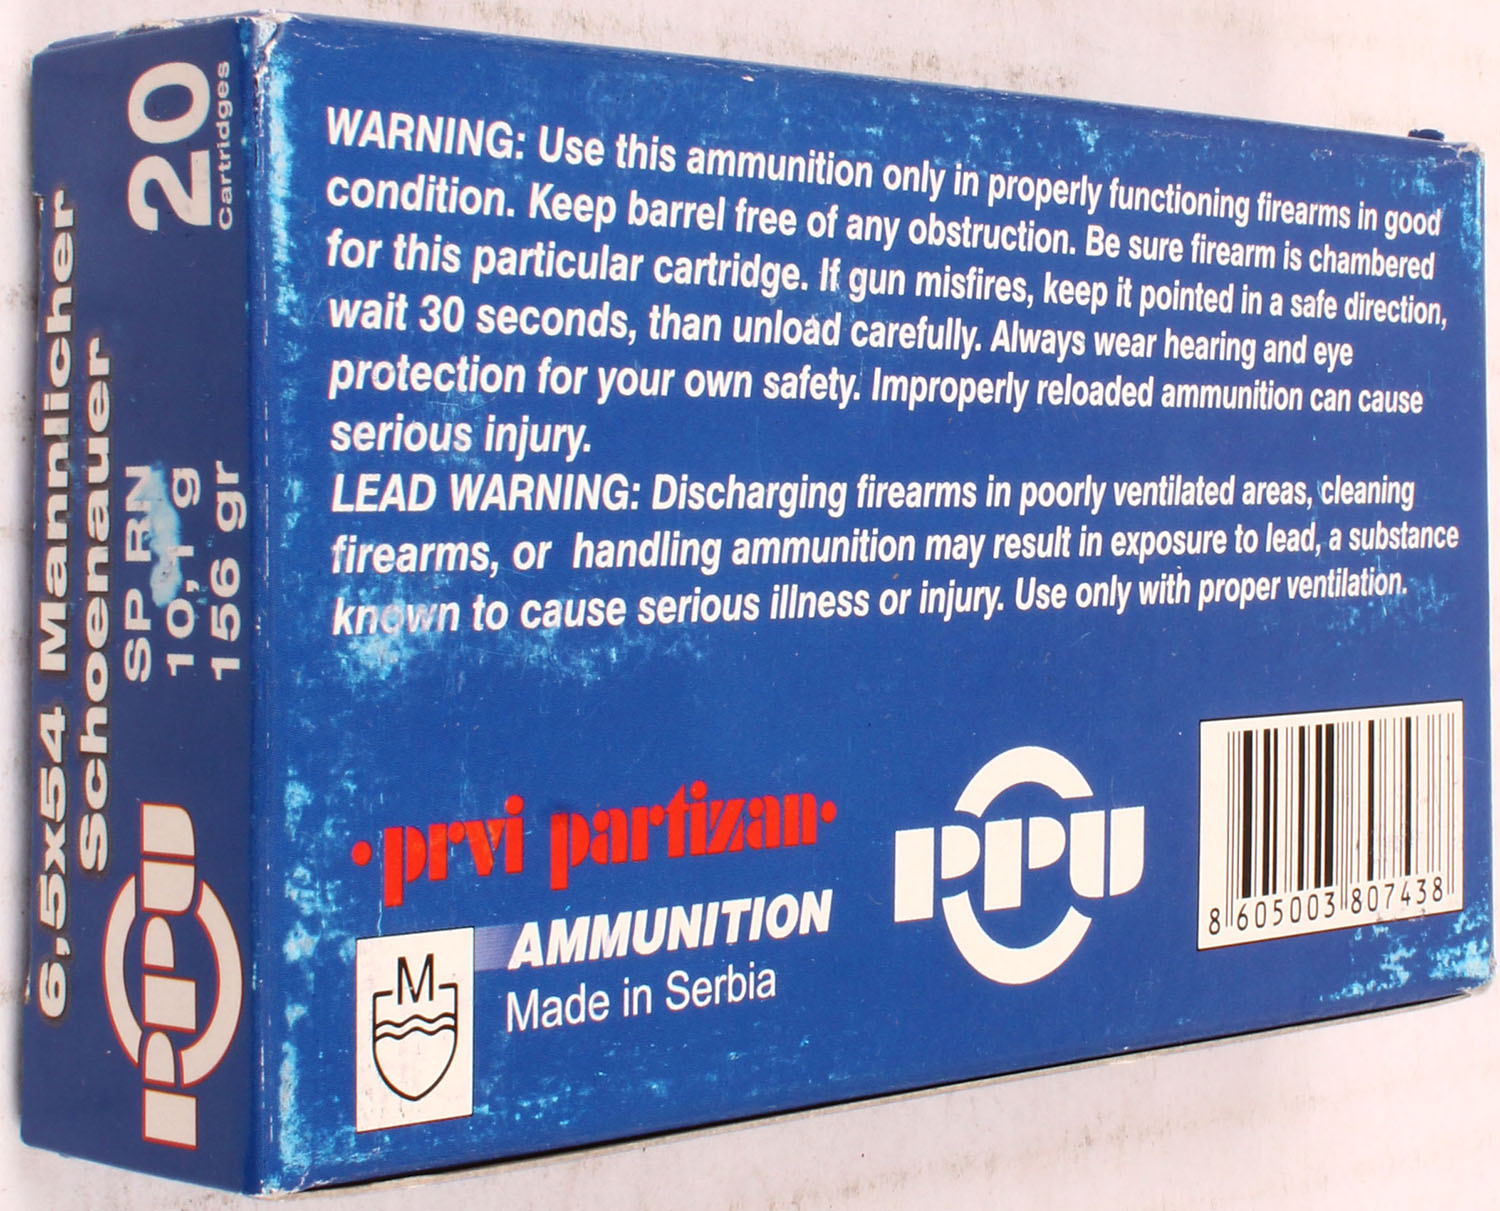 6,5x54 Mannlicher
Schoenauer
SP RN
10,1 g
156 gr
20
Cartridges
PPU
WARNING: Use this ammunition only in properly functioning firearms in good
condition. Keep barrel free of any obstruction. Be sure firearm is chambered
for this particular cartridge. If gun misfires, keep it pointed in a safe direction,
wait 30 seconds, than unload carefully. Always wear hearing and eye
protection for your own safety. Improperly reloaded ammunition can cause
serious injury.
LEAD WARNING: Discharging firearms in poorly ventilated areas, cleaning
firearms, or handling ammunition may result in exposure to lead, a substance
known to cause serious illness or injury. Use only with proper ventilation.
•prvi partizan•
AMMUNITION
Made in Serbia
M
PPU
8 605003 807438